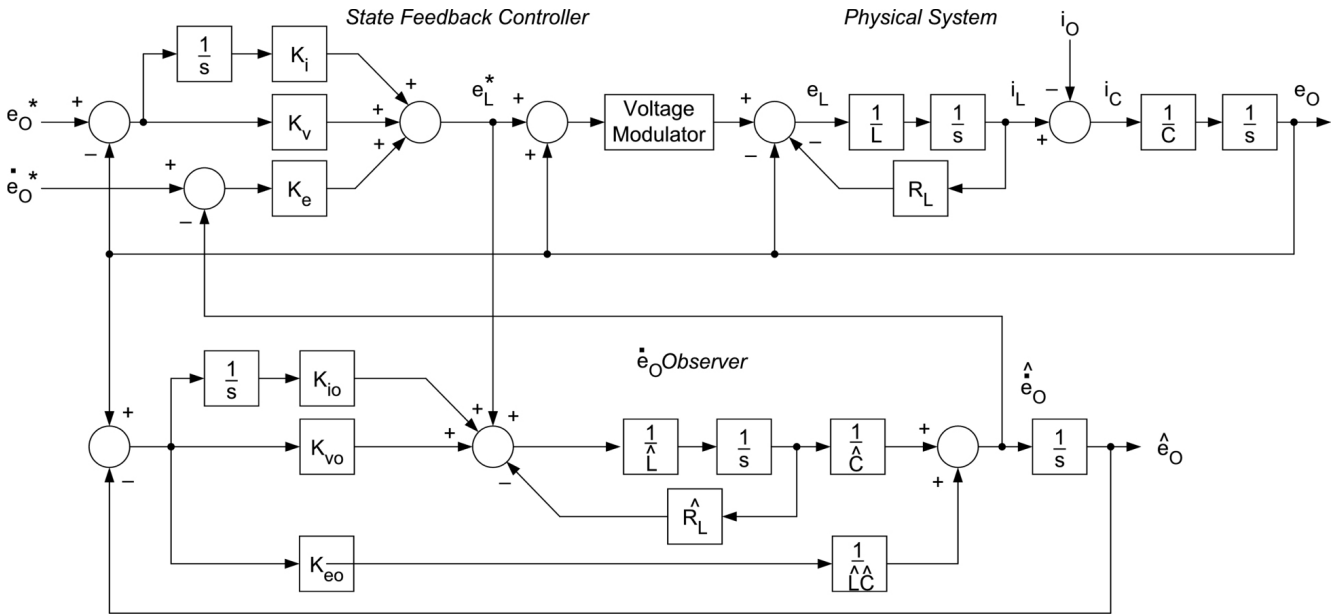 State Feedback Controller
Physical System
i_O
1/s
K_i
e_O*
+
−
K_v
+
+
+
e_L*
+
+
Voltage
Modulator
+
−
−
e_L
1/L
1/s
i_L
−
+
i_C
1/C
1/s
e_O
ė_O*
+
−
K_e
R_L
ė_O Observer
1/s
K_io
+
−
K_vo
+
+
+
−
1/L̂
1/s
1/Ĉ
+
+
ė̂_O
1/s
ê_O
R̂_L
K_eo
1/L̂Ĉ